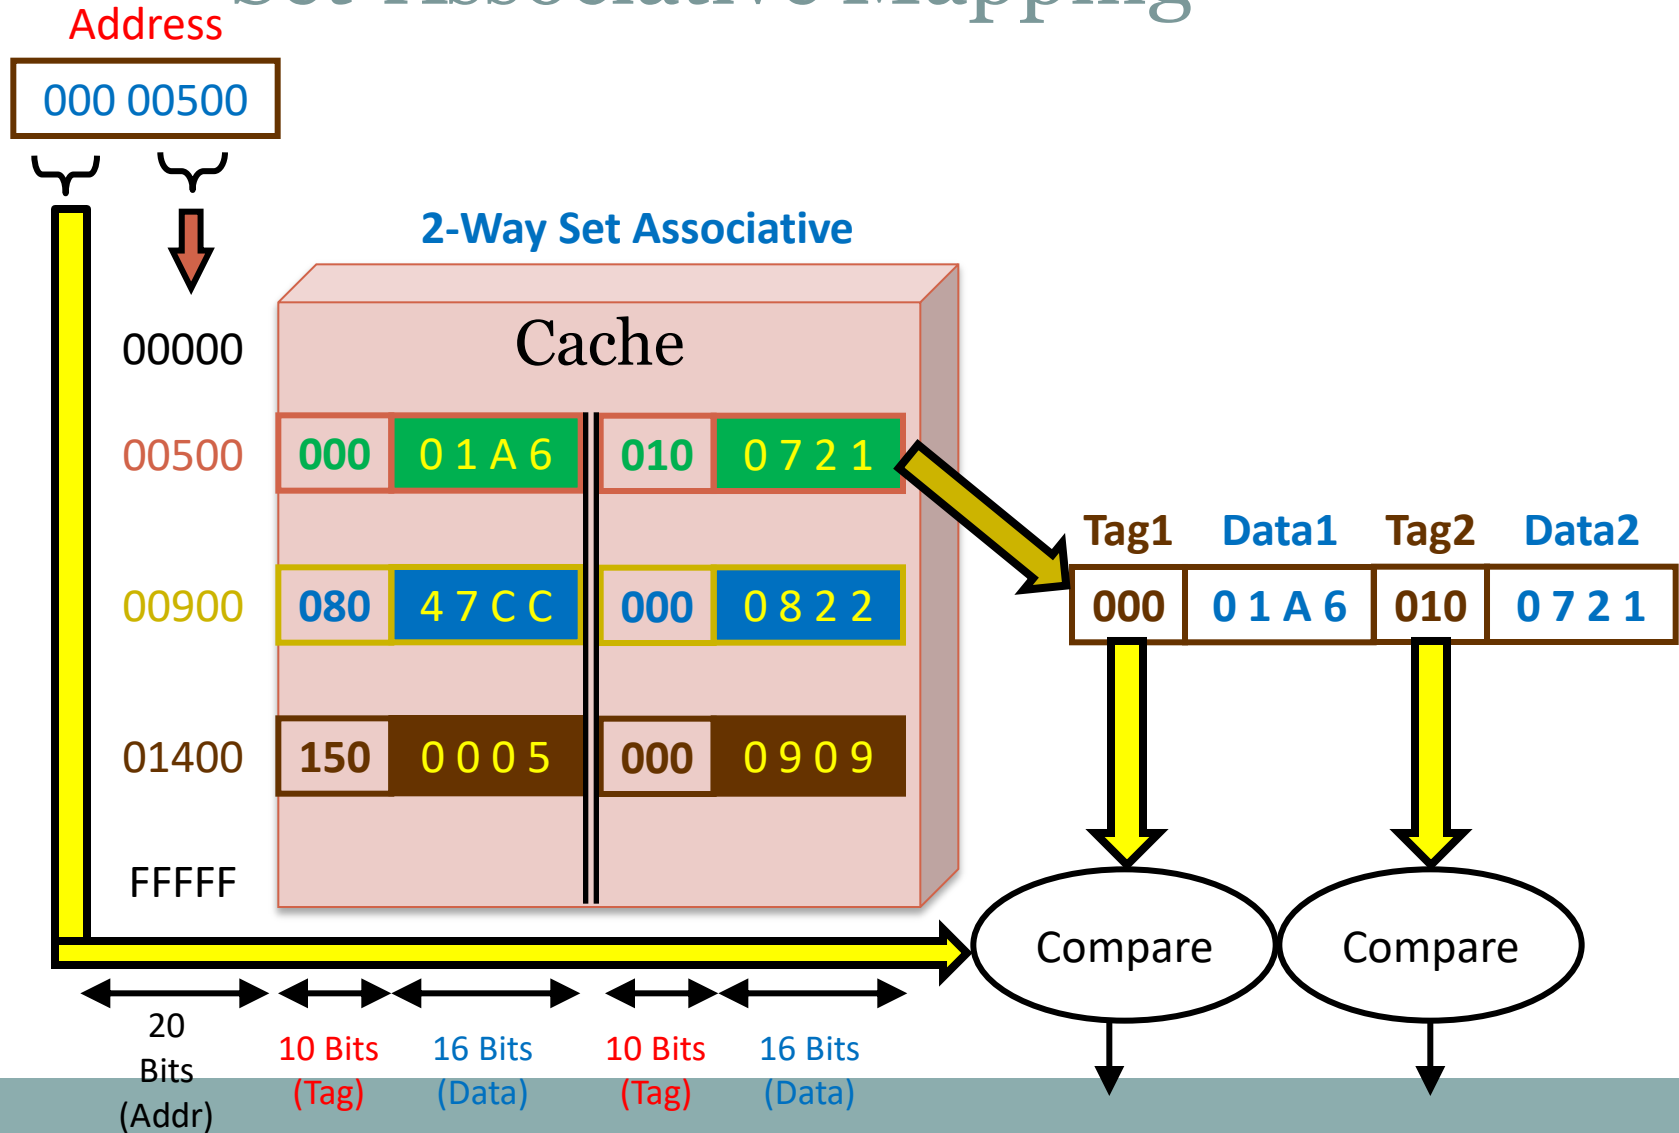 Set Associative Mapping
Address
000 00500
2-Way Set Associative
Cache
00000
00500 000 0 1 A 6 010 0 7 2 1
00900 080 4 7 C C 000 0 8 2 2
01400 150 0 0 0 5 000 0 9 0 9
FFFFF
Tag1 Data1 Tag2 Data2
000 0 1 A 6 010 0 7 2 1
Compare Compare
20
Bits
(Addr)
10 Bits
(Tag)
16 Bits
(Data)
10 Bits
(Tag)
16 Bits
(Data)